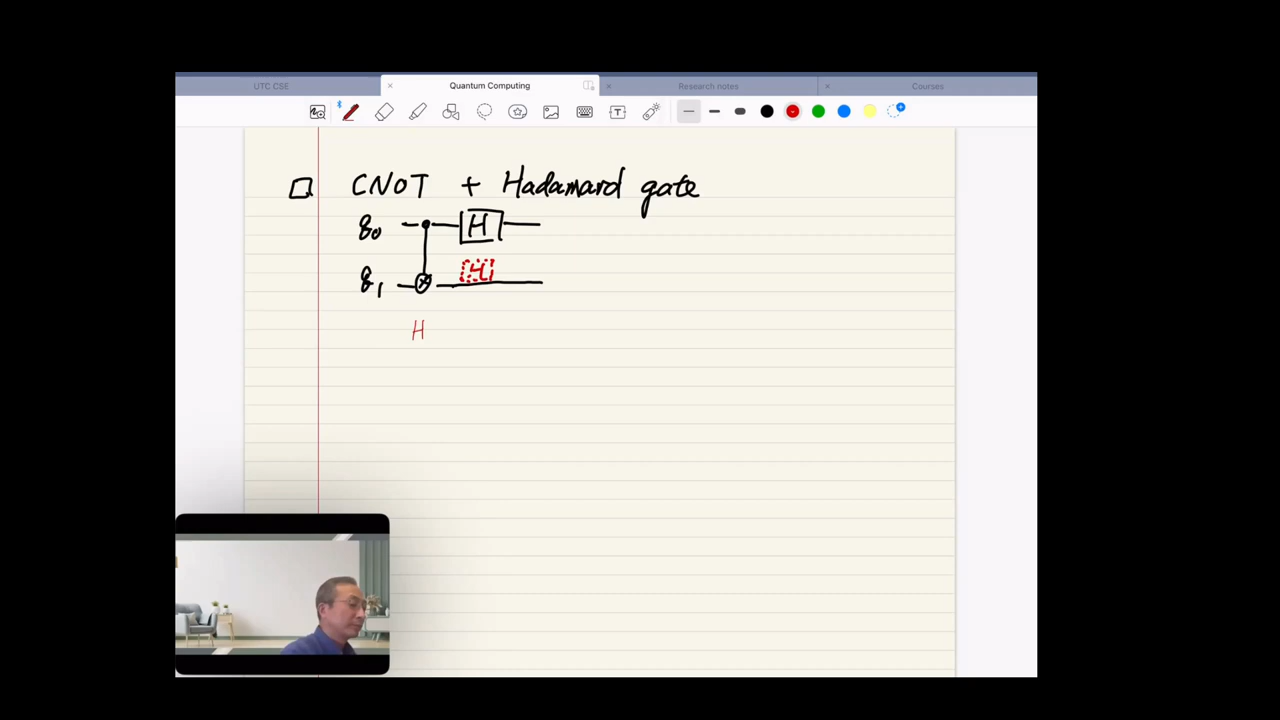 UTC CSE Quantum Computing Research notes Courses
T
CNOT + Hadamard gate
q0 H
q1
H